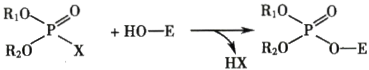 R₁O O R₁O O
P + HO—E P
R₂O X HX R₂O O—E